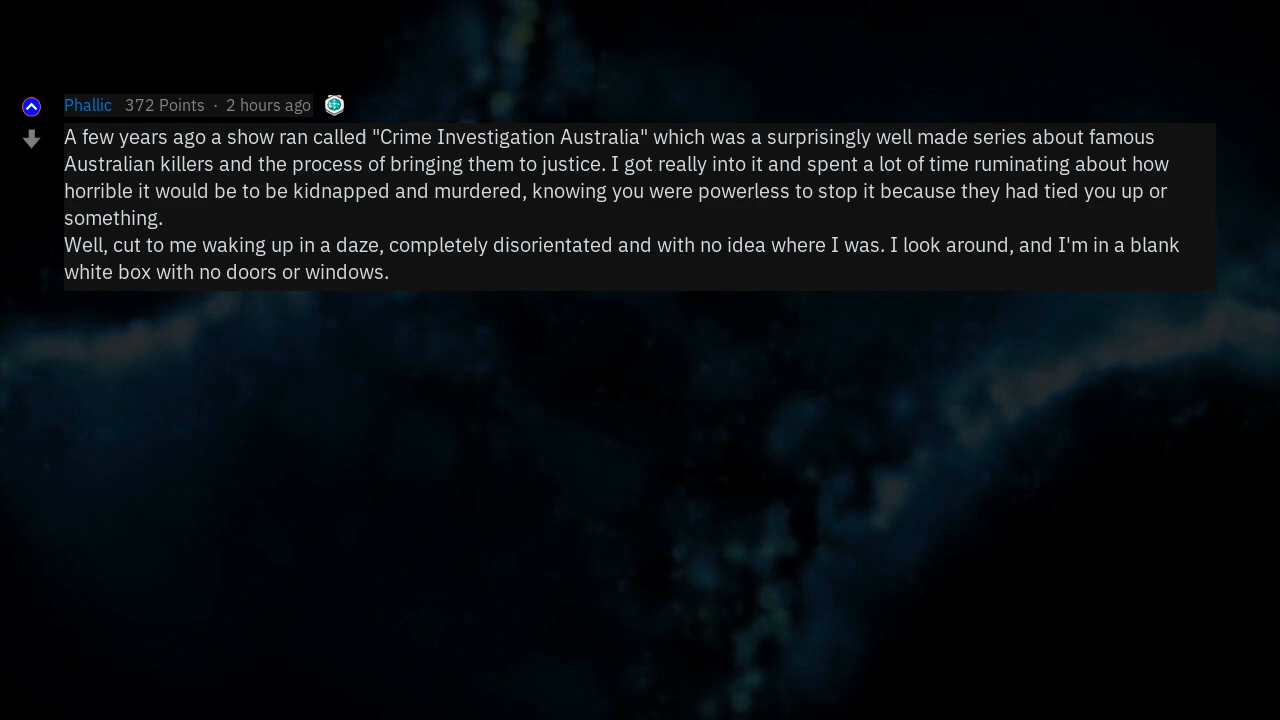 Phallic 372 Points · 2 hours ago
A few years ago a show ran called "Crime Investigation Australia" which was a surprisingly well made series about famous
Australian killers and the process of bringing them to justice. I got really into it and spent a lot of time ruminating about how
horrible it would be to be kidnapped and murdered, knowing you were powerless to stop it because they had tied you up or
something.
Well, cut to me waking up in a daze, completely disorientated and with no idea where I was. I look around, and I'm in a blank
white box with no doors or windows.